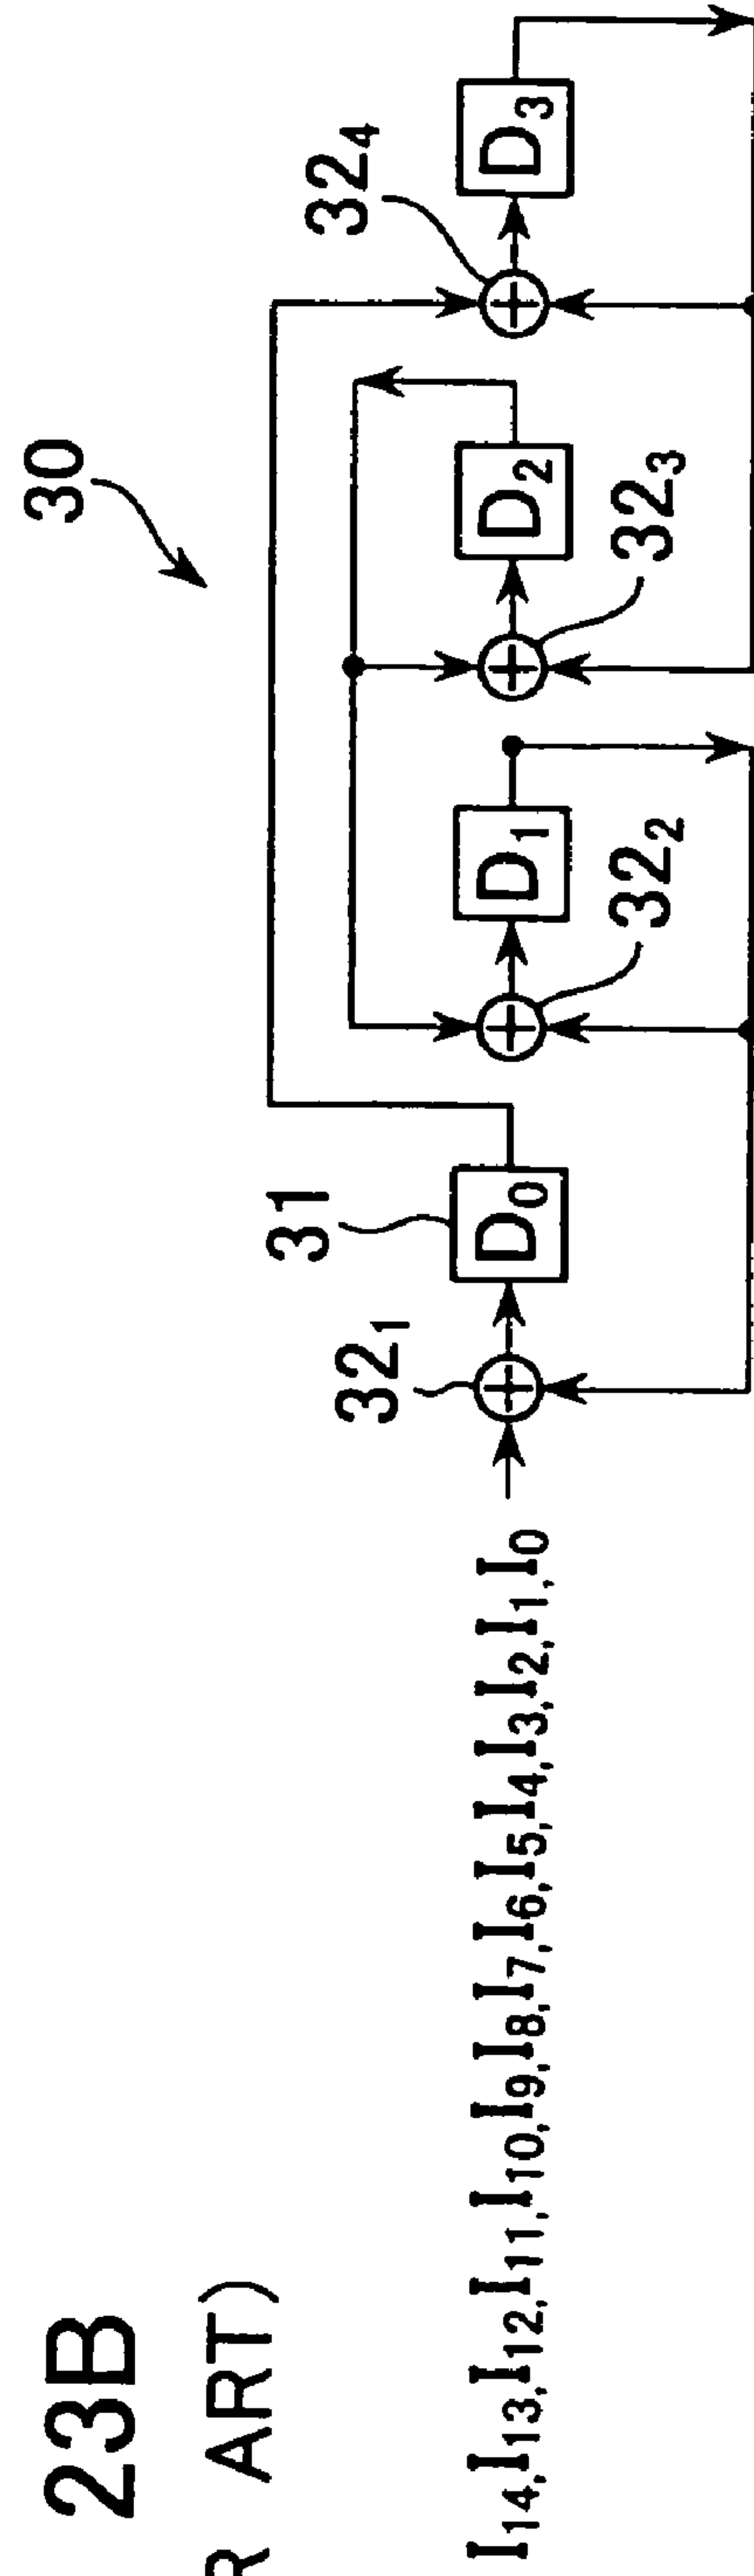 23B
R ART)
30
I14,I13,I12,I11,I10,I9,I8,I7,I6,I5,I4,I3,I2,I1,I0
32₁
31
D₀
32₂
D₁
32₃
D₂
32₄
D₃